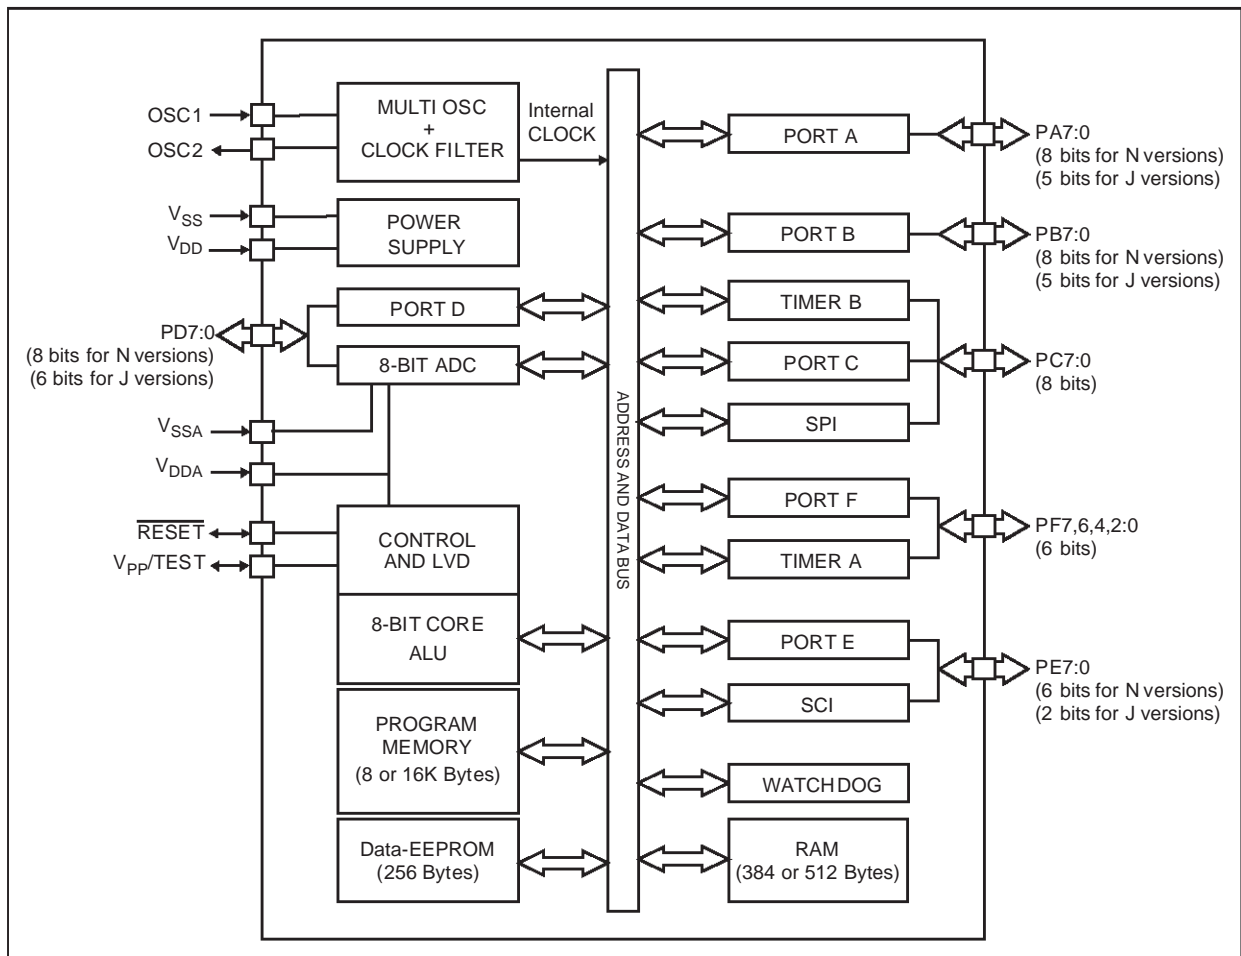 OSC1
OSC2
MULTI OSC
+
CLOCK FILTER
Internal
CLOCK
VSS
VDD
POWER
SUPPLY
PORT D
8-BIT ADC
PD7:0
(8 bits for N versions)
(6 bits for J versions)
VSSA
VDDA
RESET
VPP/TEST
CONTROL
AND LVD
8-BIT CORE
ALU
PROGRAM
MEMORY
(8 or 16K Bytes)
Data-EEPROM
(256 Bytes)
ADDRESS AND DATA BUS
PORT A
PA7:0
(8 bits for N versions)
(5 bits for J versions)
PORT B
PB7:0
(8 bits for N versions)
(5 bits for J versions)
TIMER B
PORT C
SPI
PC7:0
(8 bits)
PORT F
TIMER A
PF7,6,4,2:0
(6 bits)
PORT E
SCI
PE7:0
(6 bits for N versions)
(2 bits for J versions)
WATCHDOG
RAM
(384 or 512 Bytes)